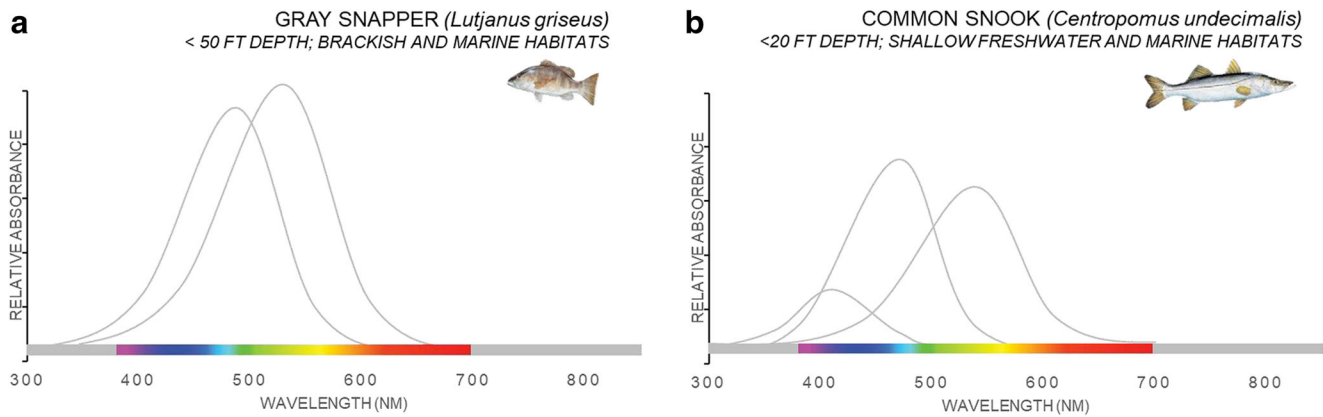 a
GRAY SNAPPER (Lutjanus griseus)
< 50 FT DEPTH; BRACKISH AND MARINE HABITATS
RELATIVE ABSORBANCE
300 400 500 600 700 800
WAVELENGTH (NM)
b
COMMON SNOOK (Centropomus undecimalis)
<20 FT DEPTH; SHALLOW FRESHWATER AND MARINE HABITATS
RELATIVE ABSORBANCE
300 400 500 600 700 800
WAVELENGTH (NM)